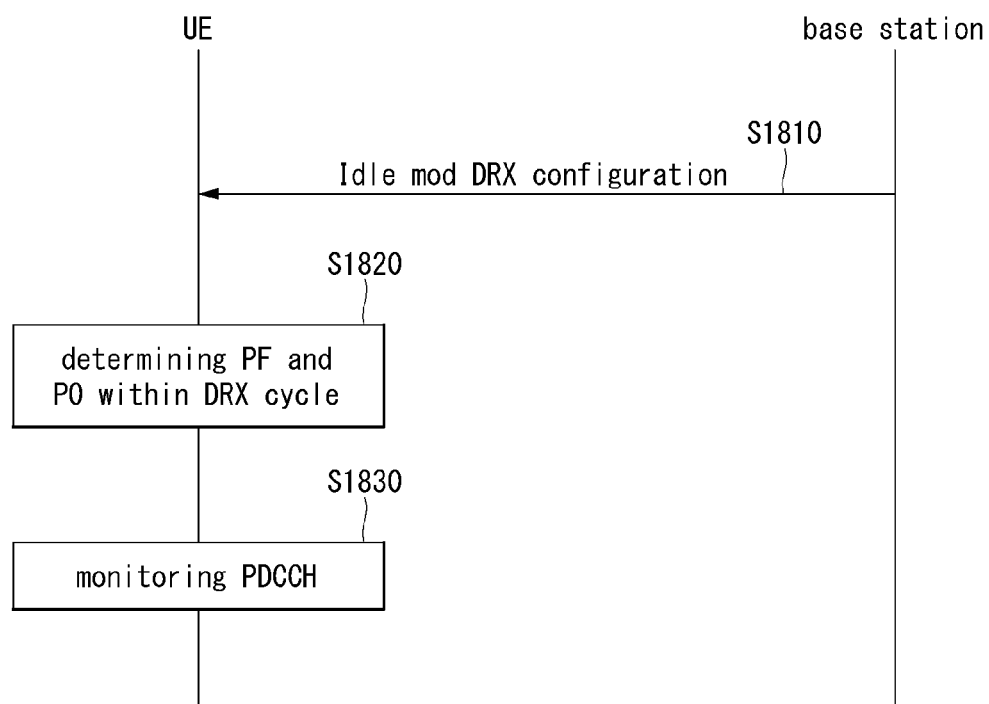 UE
base station
S1810
Idle mod DRX configuration
S1820
determining PF and
PO within DRX cycle
S1830
monitoring PDCCH